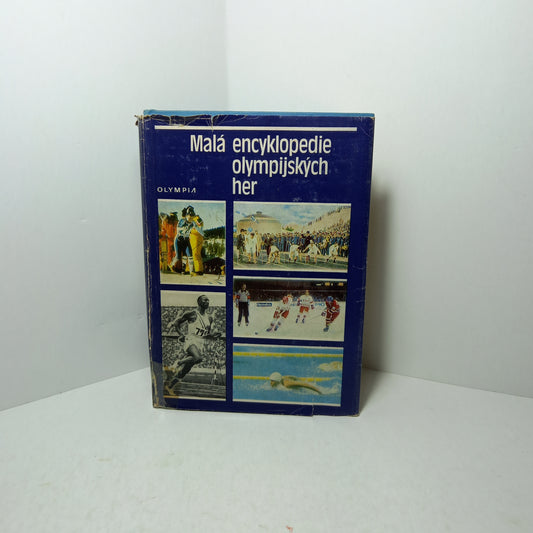 Malá encyklopedie
olympijských
her
OLYMPIA